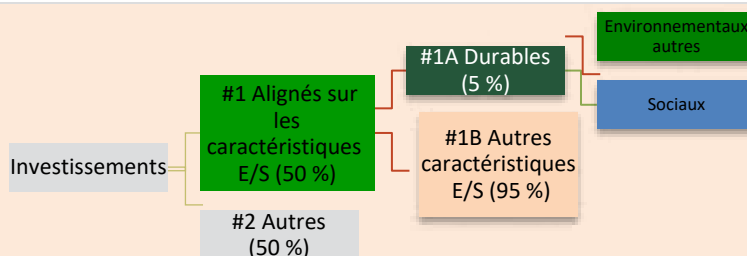 Investissements
#1 Alignés sur
les
caractéristiques
E/S (50 %)
#2 Autres
(50 %)
#1A Durables
(5 %)
#1B Autres
caractéristiques
E/S (95 %)
Environnementaux
autres
Sociaux